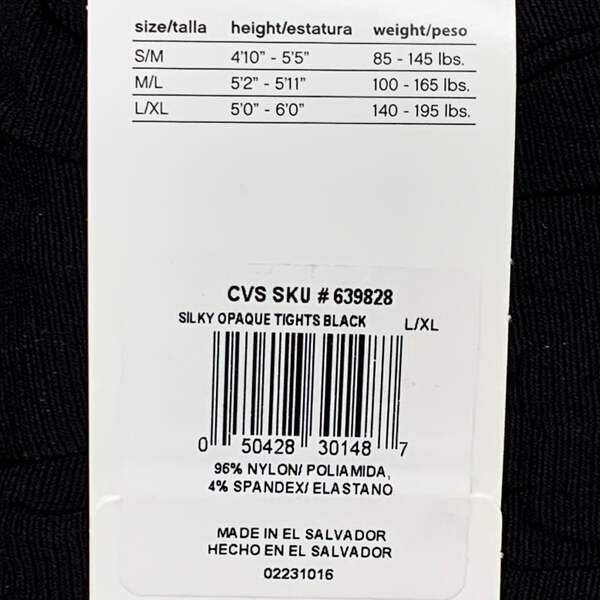 size/talla height/estatura weight/peso
S/M 4'10" - 5'5" 85 - 145 lbs.
M/L 5'2" - 5'11" 100 - 165 lbs.
L/XL 5'0" - 6'0" 140 - 195 lbs.
CVS SKU # 639828
SILKY OPAQUE TIGHTS BLACK L/XL
0 50428 30148 7
96% NYLON/ POLIAMIDA,
4% SPANDEX/ ELASTANO
MADE IN EL SALVADOR
HECHO EN EL SALVADOR
02231016